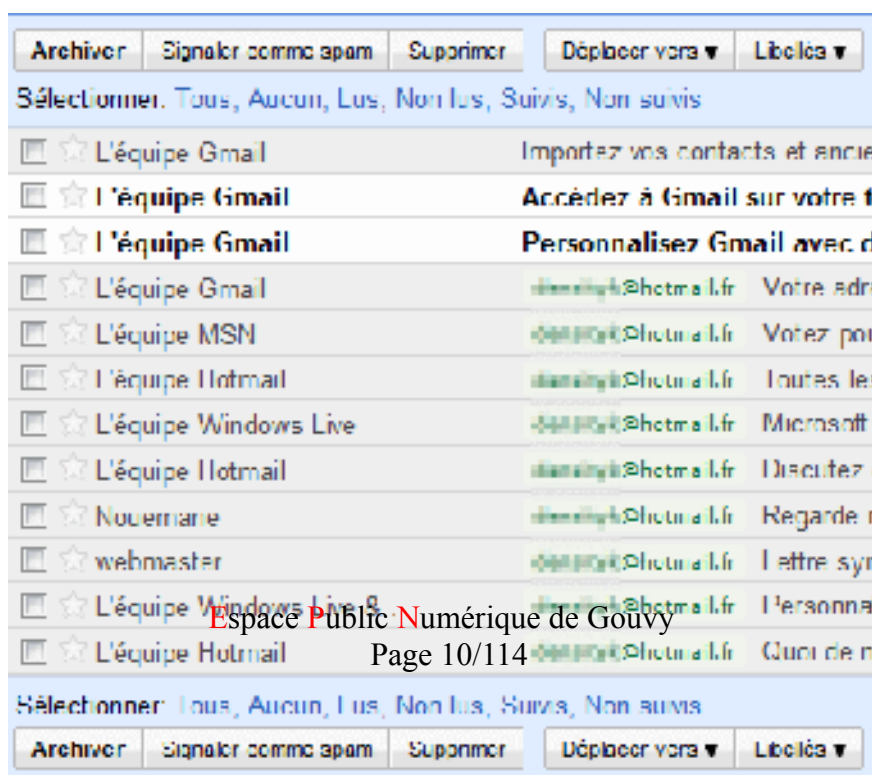 Archiver Signaler comme spam Supprimer Déplacer vers ▼ Libellés ▼
Sélectionner: Tous, Aucun, Lus, Non lus, Suivis, Non suivis
L'équipe Gmail Importez vos contacts et ancie
L'équipe Gmail Accédez à Gmail sur votre t
L'équipe Gmail Personnalisez Gmail avec d
L'équipe Gmail @hotmail.fr Votre adr
L'équipe MSN @hotmail.fr Votez pou
L'équipe Hotmail @hotmail.fr Toutes les
L'équipe Windows Live @hotmail.fr Microsoft
L'équipe Hotmail @hotmail.fr Discutez
Nouemane @hotmail.fr Regarde
webmaster @hotmail.fr Lettre syn
L'équipe Windows Live & @hotmail.fr Personna
Espace Public Numérique de Gouvy
L'équipe Hotmail @hotmail.fr Quoi de n
Page 10/114
Sélectionner: Tous, Aucun, Lus, Non lus, Suivis, Non suivis
Archiver Signaler comme spam Supprimer Déplacer vers ▼ Libellés ▼